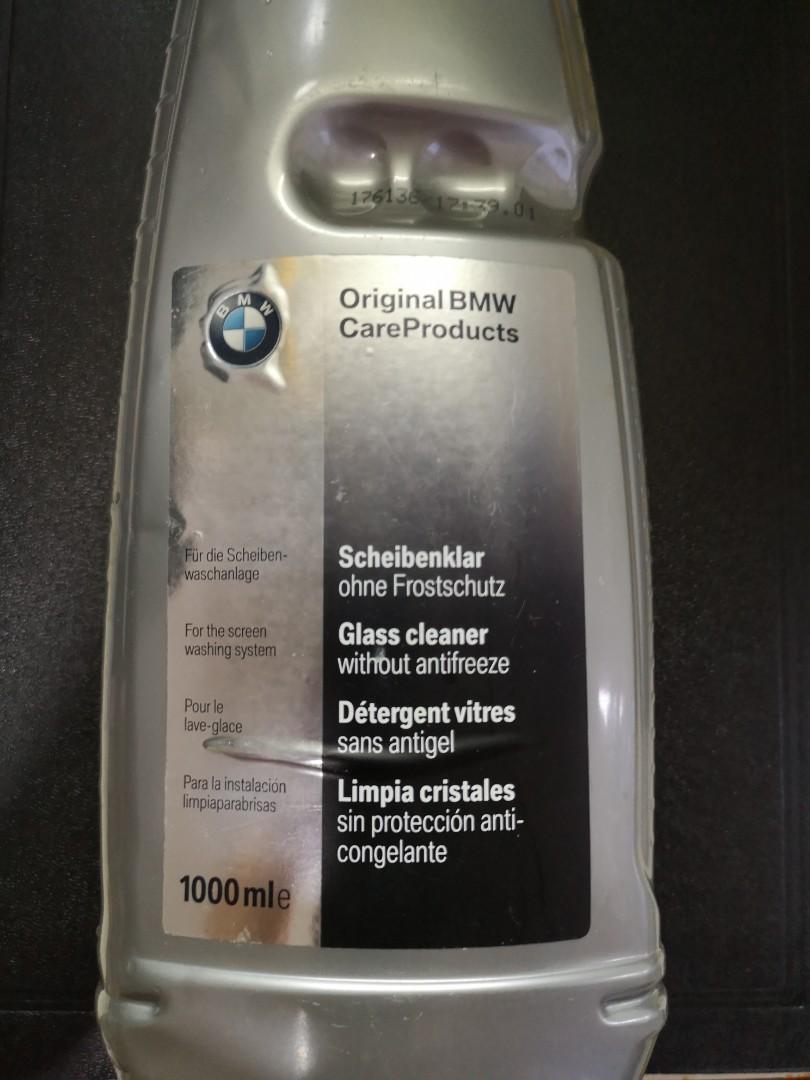 176136 17:39.01
BMW
Original BMW
CareProducts
Für die Scheiben-
waschanlage
Scheibenklar
ohne Frostschutz
For the screen
washing system
Glass cleaner
without antifreeze
Pour le
lave-glace
Détergent vitres
sans antigel
Para la instalación
limpiaparabrisas
Limpia cristales
sin protección anti-
congelante
1000 ml e